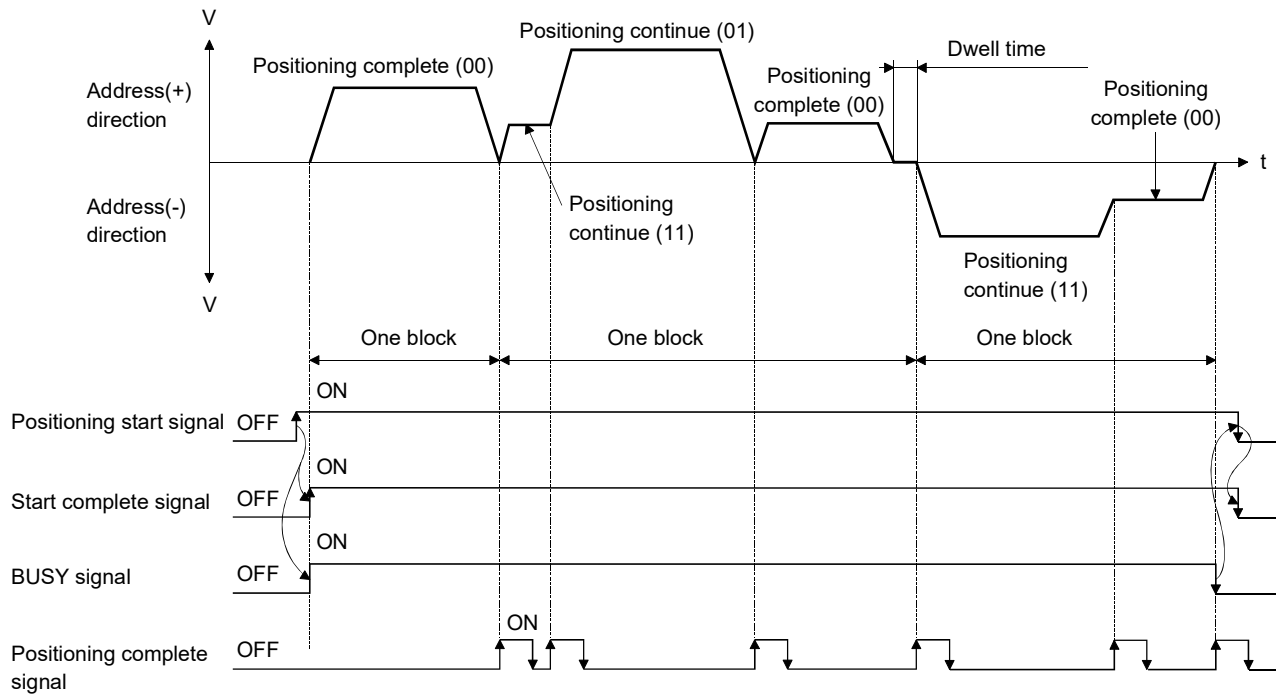 V
Positioning continue (01)
Dwell time
Positioning complete (00)
Positioning
complete (00)
Positioning
complete (00)
Address(+)
direction
t
Address(-)
direction
Positioning
continue (11)
Positioning
continue (11)
V
One block
One block
One block
ON
Positioning start signal
OFF
ON
Start complete signal
OFF
ON
BUSY signal
OFF
ON
Positioning complete
signal
OFF